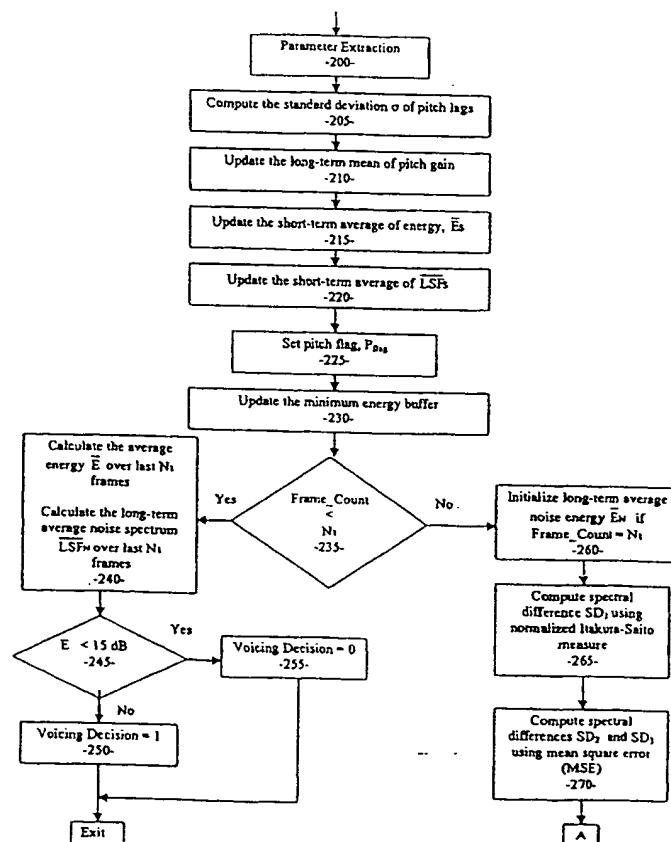 Parameter Extraction
-200-
Compute the standard deviation σ of pitch lags
-205-
Update the long-term mean of pitch gain
-210-
Update the short-term average of energy, E̅s
-215-
Update the short-term average of L̅S̅F̅s
-220-
Set pitch flag, PFlag
-225-
Update the minimum energy buffer
-230-
Calculate the average
energy E̅ over last N₁
frames
Calculate the long-term
average noise spectrum
L̅S̅F̅N over last N₁
frames
-240-
Yes
Frame_Count
<
N₁
-235-
No
Initialize long-term average
noise energy E̅N if
Frame_Count = N₁
-260-
Compute spectral
difference SD₁ using
normalized Itakura-Saito
measure
-265-
E < 15 dB
-245-
Yes
Voicing Decision = 0
-255-
No
Voicing Decision = 1
-250-
Compute spectral
differences SD₂ and SD₃
using mean square error
(MSE)
-270-
Exit
A